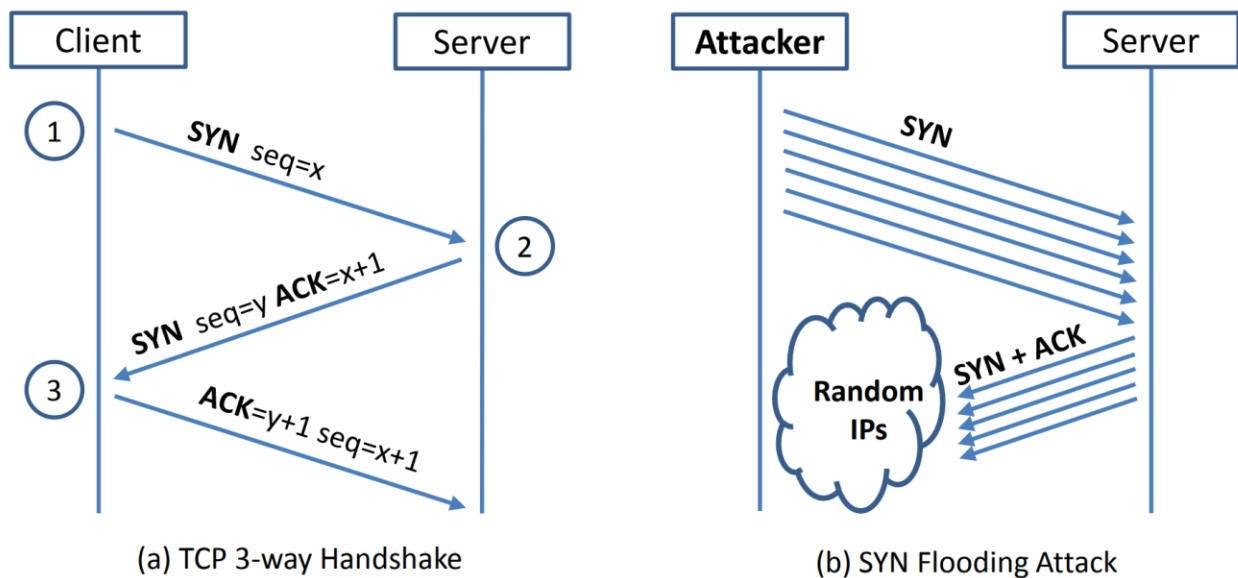 Client
Server
1
SYN seq=x
2
SYN seq=y ACK=x+1
3
ACK=y+1 seq=x+1
(a) TCP 3-way Handshake
Attacker
Server
SYN
SYN + ACK
Random
IPs
(b) SYN Flooding Attack